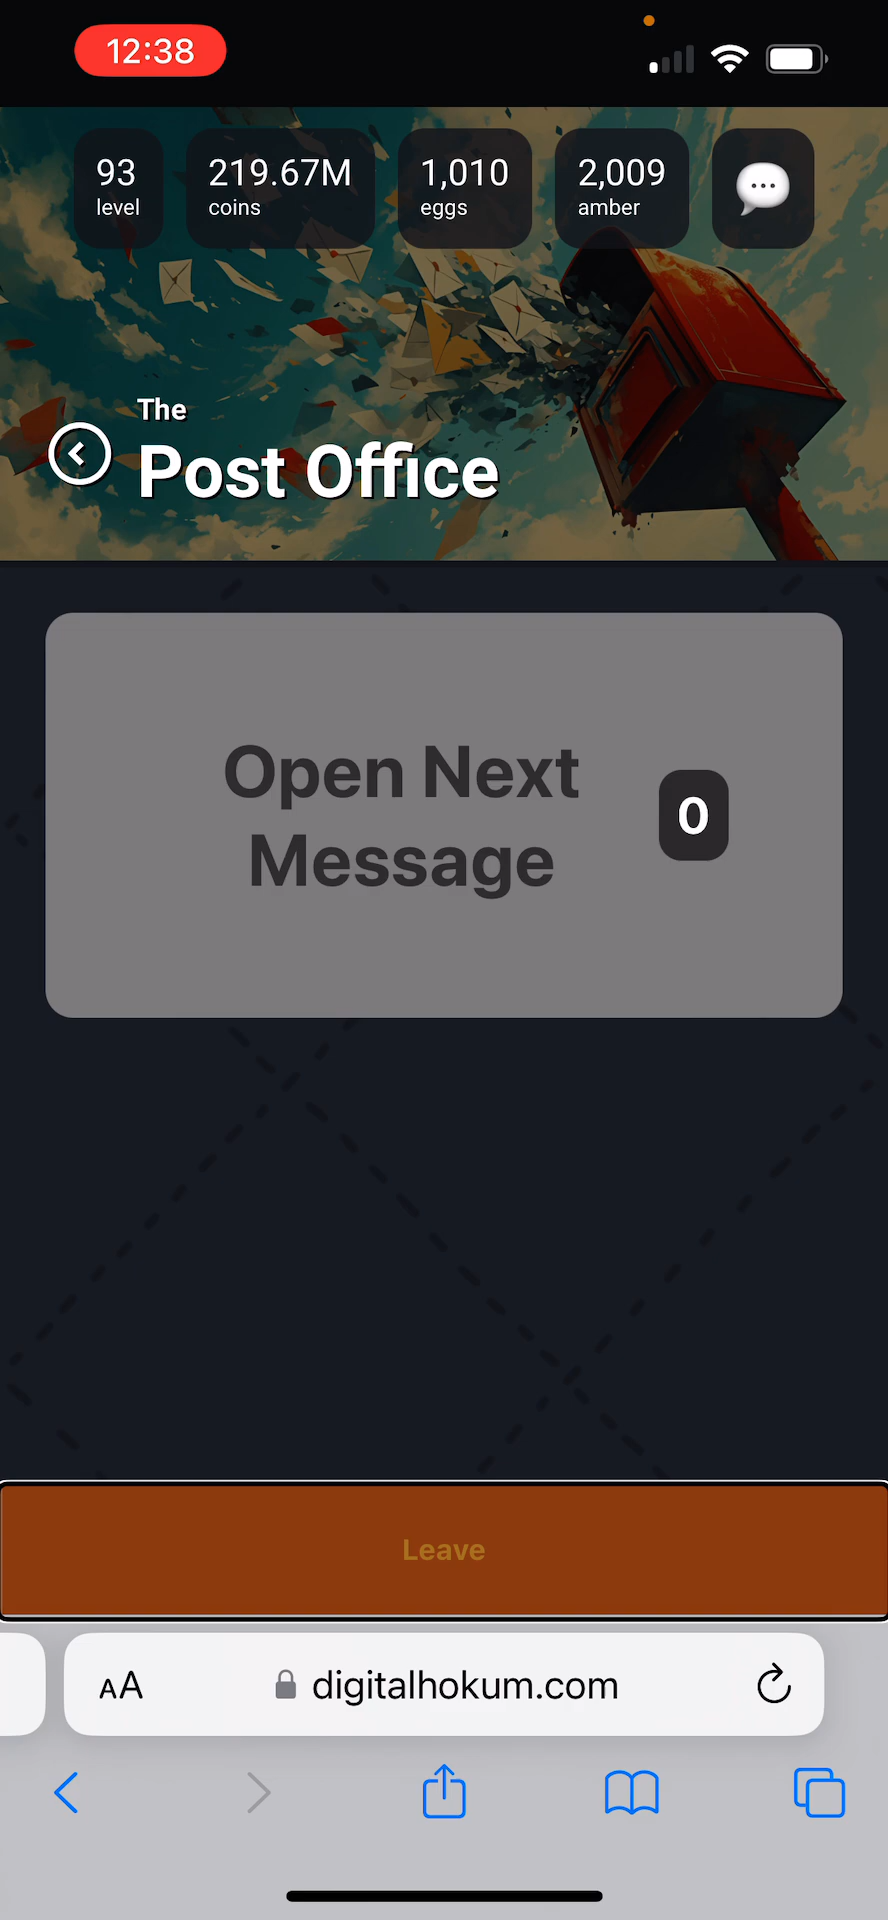 12:38
93
level
219.67M
coins
1,010
eggs
2,009
amber
The
Post Office
Open Next
Message
0
Leave
AA
digitalhokum.com